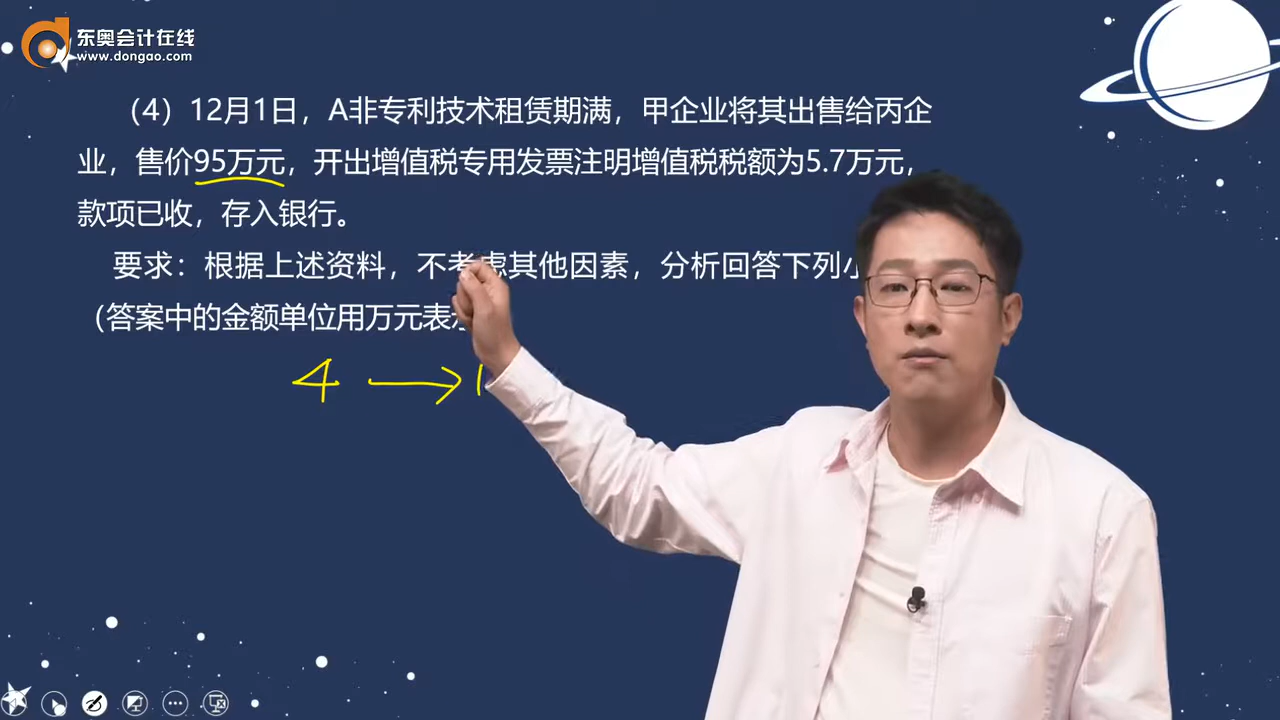 东奥会计在线
www.dongao.com
（4）12月1日，A非专利技术租赁期满，甲企业将其出售给丙企
业，售价95万元，开出增值税专用发票注明增值税税额为5.7万元，
款项已收，存入银行。
要求：根据上述资料，不考虑其他因素，分析回答下列小
（答案中的金额单位用万元表
4 → 1